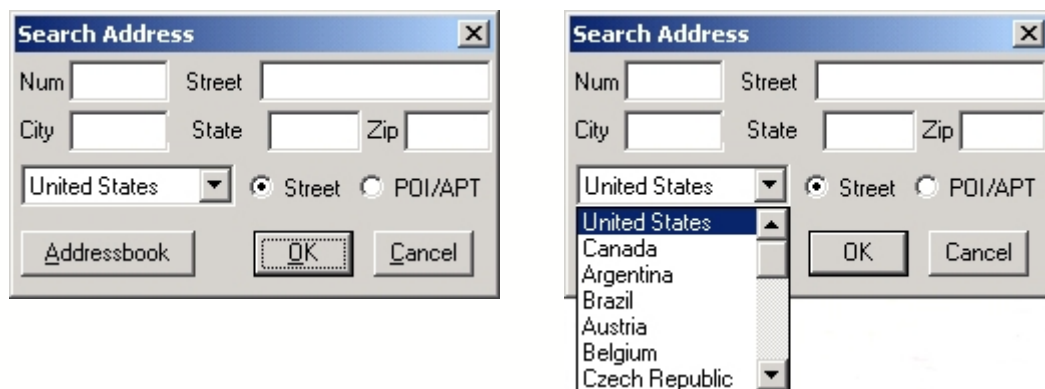 Search Address
Num Street
City State Zip
United States Street POI/APT
Addressbook OK Cancel
Search Address
Num Street
City State Zip
United States Street POI/APT
United States
Canada
Argentina
Brazil
Austria
Belgium
Czech Republic
OK Cancel